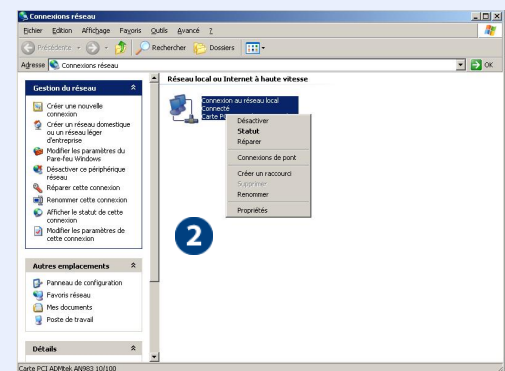 Connexions réseau
Fichier Edition Affichage Favoris Outils Avancé ?
Précédente Rechercher Dossiers
Adresse Connexions réseau OK
Gestion du réseau
Créer une nouvelle
connexion
Créer un réseau domestique
ou un réseau léger
d'entreprise
Modifier les paramètres du
Pare-feu Windows
Désactiver ce périphérique
réseau
Réparer cette connexion
Renommer cette connexion
Afficher le statut de cette
connexion
Modifier les paramètres de
cette connexion
Autres emplacements
Panneau de configuration
Favoris réseau
Mes documents
Poste de travail
Détails
Réseau local ou Internet à haute vitesse
Connexion au réseau local
Connecté
Carte PCI
Désactiver
Statut
Réparer
Connexions de pont
Créer un raccourci
Supprimer
Renommer
Propriétés
2
Carte PCI ADMtek AN983 10/100